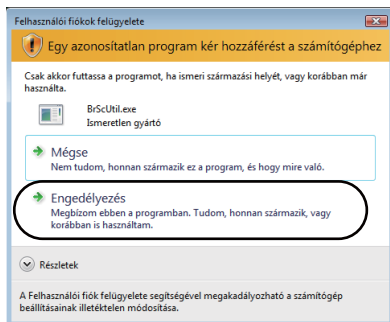 Felhasználói fiókok felügyelete
Egy azonosítatlan program kér hozzáférést a számítógéphez
Csak akkor futtassa a programot, ha ismeri származási helyét, vagy korábban már
használta.
BrScUtil.exe
Ismeretlen gyártó
Mégse
Nem tudom, honnan származik ez a program, és hogy mire való.
Engedélyezés
Megbízom ebben a programban. Tudom, honnan származik, vagy
korábban is használtam.
Részletek
A Felhasználói fiók felügyelete segítségével megakadályozható a számítógép
beállításainak illetéktelen módosítása.